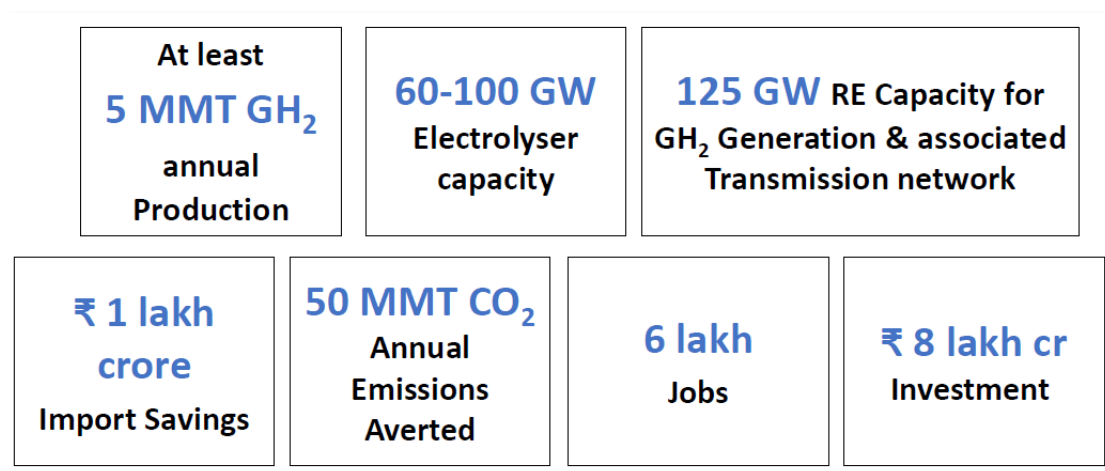 At least
5 MMT GH₂
annual
Production
60-100 GW
Electrolyser
capacity
125 GW RE Capacity for
GH₂ Generation & associated
Transmission network
₹ 1 lakh
crore
Import Savings
50 MMT CO₂
Annual
Emissions
Averted
6 lakh
Jobs
₹ 8 lakh cr
Investment